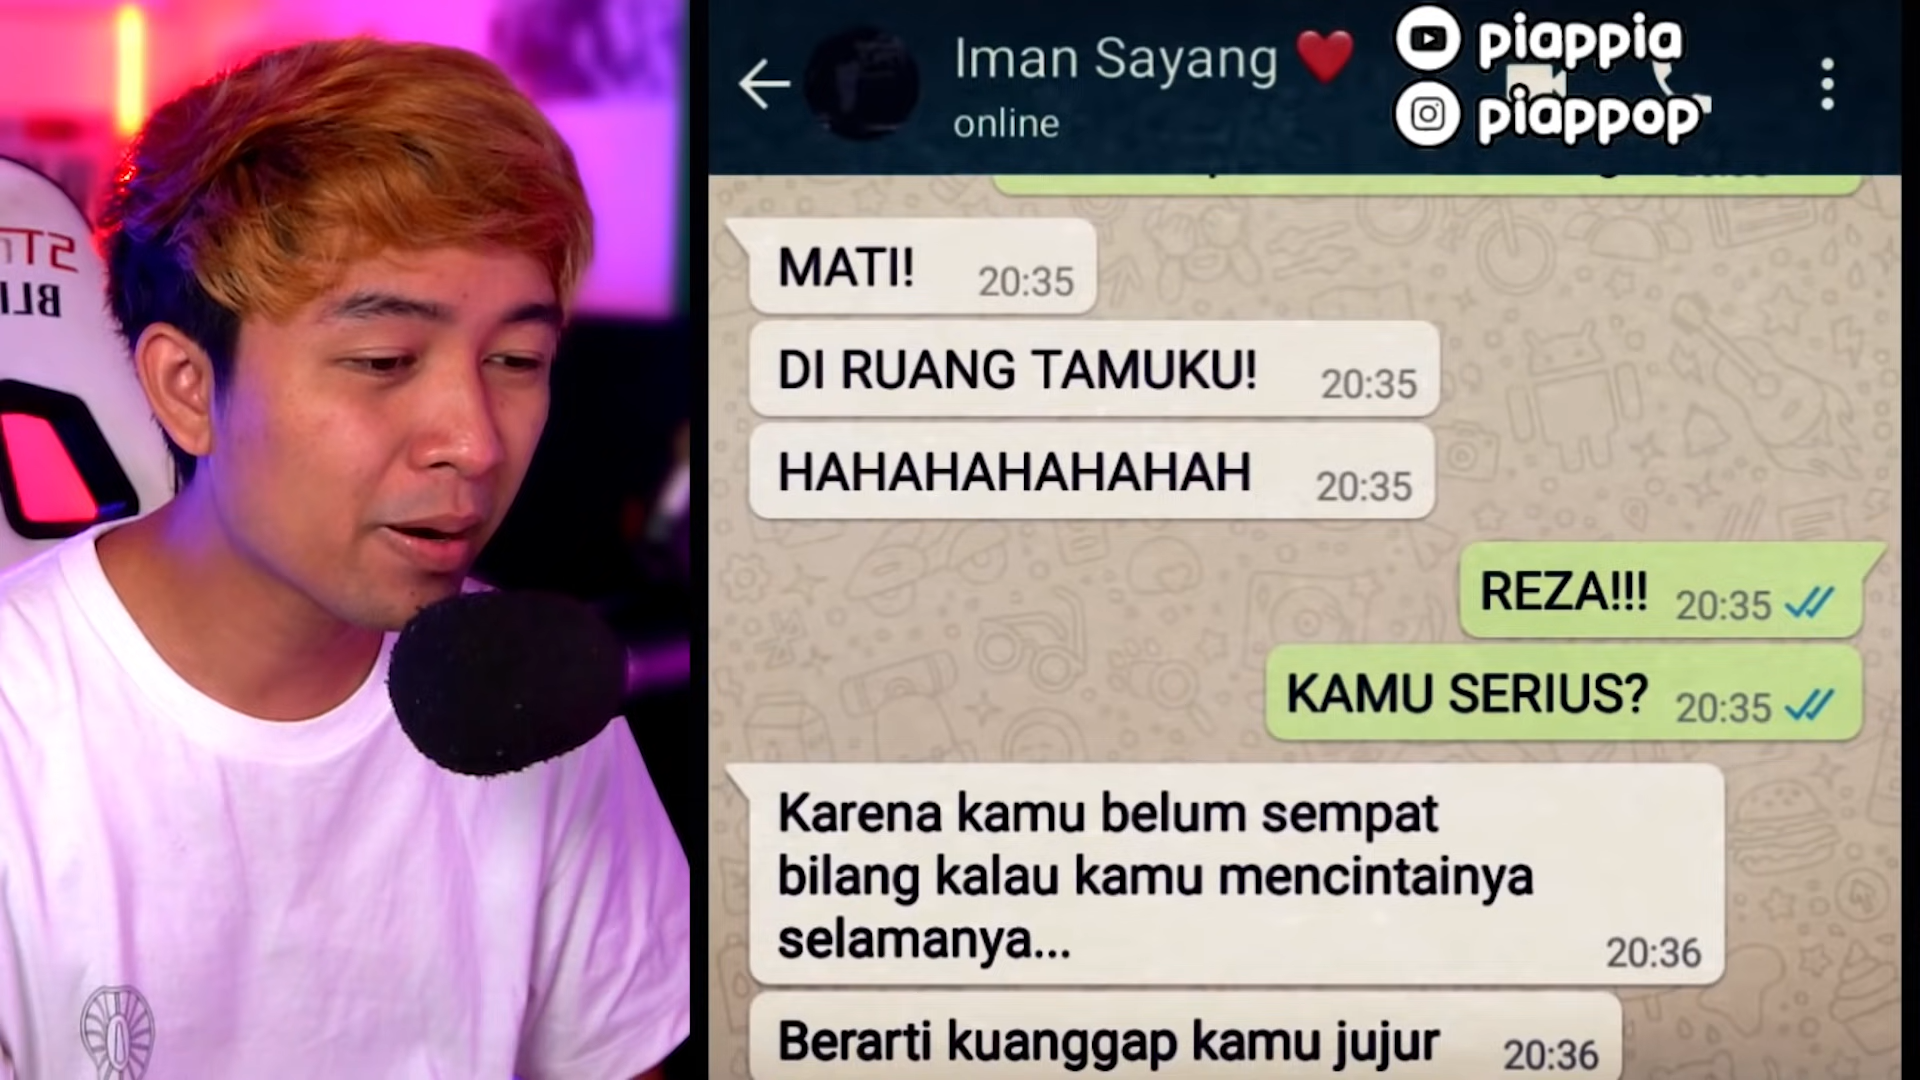 Iman Sayang ❤️
online
piappia
piappop
MATI! 20:35
DI RUANG TAMUKU! 20:35
HAHAHAHAHAHAH 20:35
REZA!!! 20:35
KAMU SERIUS? 20:35
Karena kamu belum sempat
bilang kalau kamu mencintainya
selamanya... 20:36
Berarti kuanggap kamu jujur 20:36